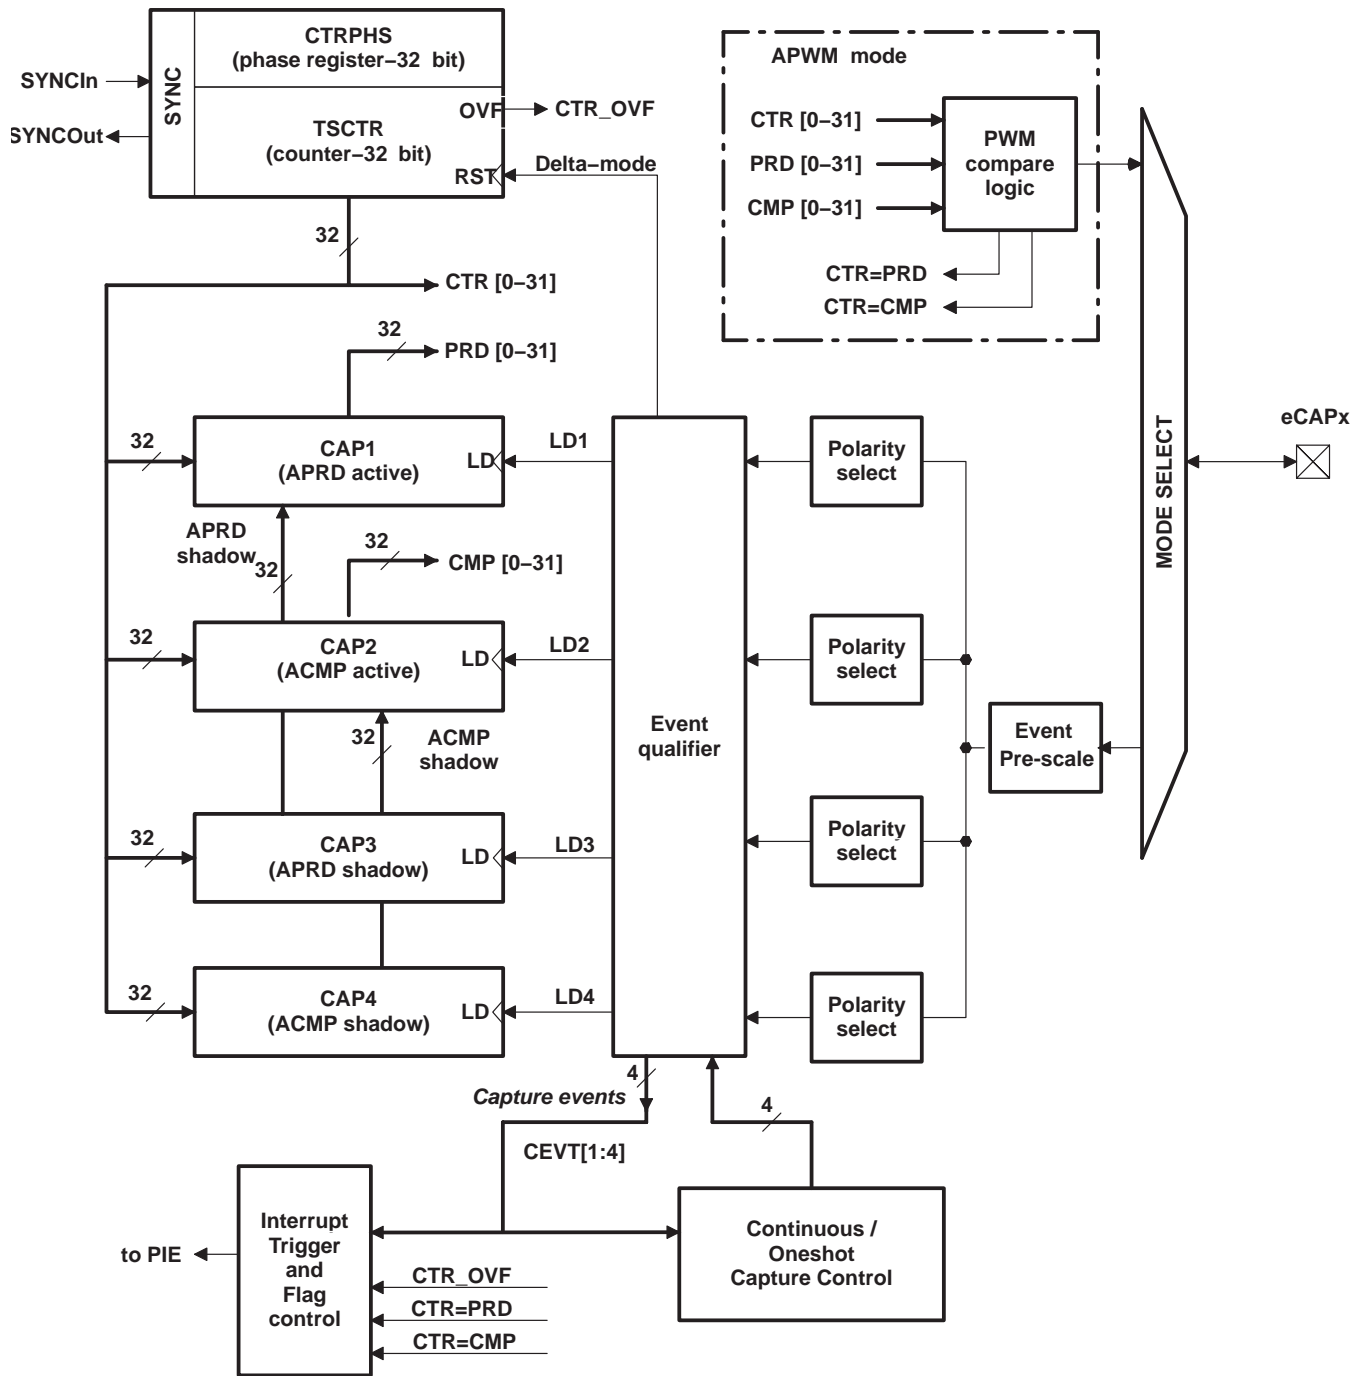 CTRPHS
(phase register−32 bit)
SYNC
SYNCIn
SYNCOut
OVF
CTR_OVF
TSCTR
(counter−32 bit)
RST
Delta−mode
32
CTR [0−31]
32
PRD [0−31]
APWM mode
CTR [0−31]
PRD [0−31]
CMP [0−31]
PWM
compare
logic
CTR=PRD
CTR=CMP
MODE SELECT
eCAPx
32
CAP1
(APRD active)
LD
LD1
Polarity
select
APRD
shadow
32
32
CMP [0−31]
32
CAP2
(ACMP active)
LD
LD2
Polarity
select
32
ACMP
shadow
Event
qualifier
Event
Pre-scale
32
CAP3
(APRD shadow)
LD
LD3
Polarity
select
32
CAP4
(ACMP shadow)
LD
LD4
Polarity
select
4
Capture events
CEVT[1:4]
4
Interrupt
Trigger
and
Flag
control
to PIE
CTR_OVF
CTR=PRD
CTR=CMP
Continuous /
Oneshot
Capture Control